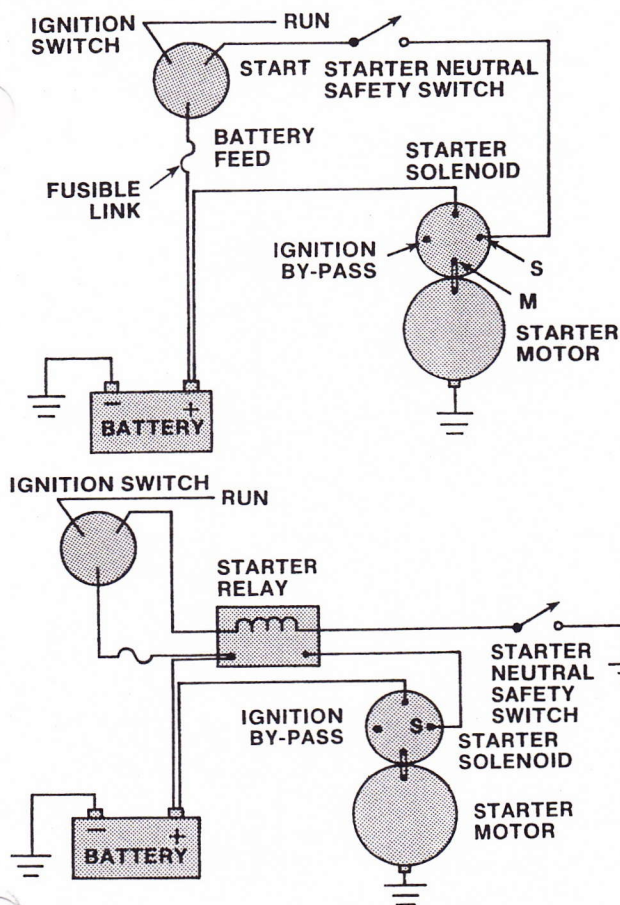 IGNITION
SWITCH
RUN
START
STARTER NEUTRAL
SAFETY SWITCH
BATTERY
FEED
FUSIBLE
LINK
STARTER
SOLENOID
IGNITION
BY-PASS
S
M
STARTER
MOTOR
−
+
BATTERY
IGNITION SWITCH
RUN
STARTER
RELAY
STARTER
NEUTRAL
SAFETY
SWITCH
IGNITION
BY-PASS
S
STARTER
SOLENOID
STARTER
MOTOR
−
+
BATTERY